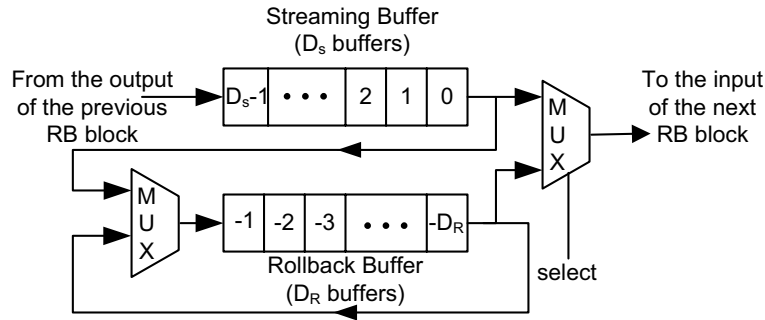 Streaming Buffer
(Ds buffers)
From the output
of the previous
RB block
Ds-1 • • • 2 1 0
M
U
X
To the input
of the next
RB block
M
U
X
-1 -2 -3 • • • -DR
Rollback Buffer
(DR buffers)
select